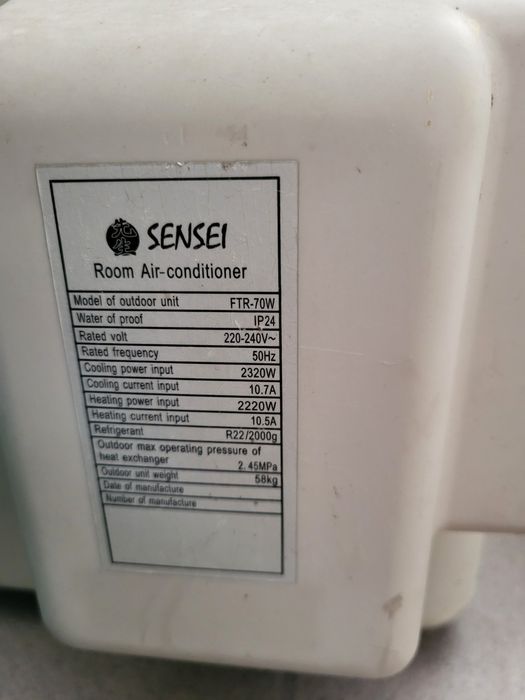 先生 SENSEI
Room Air-conditioner
Model of outdoor unit FTR-70W
Water of proof IP24
Rated volt 220-240V~
Rated frequency 50Hz
Cooling power input 2320W
Cooling current input 10.7A
Heating power input 2220W
Heating current input 10.5A
Refrigerant R22/2000g
Outdoor max operating pressure of
heat exchanger 2.45MPa
Outdoor unit weight 58kg
Date of manufacture
Number of manufacture